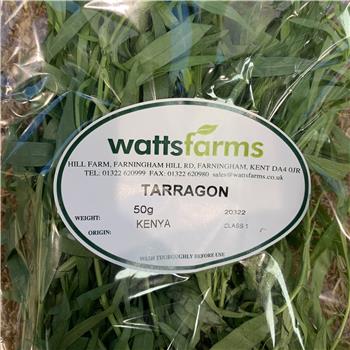 wattsfarms
HILL FARM, FARNINGHAM HILL RD, FARNINGHAM, KENT DA4 0JR
TEL: 01322 620999 FAX: 01322 620980 sales@wattsfarms.co.uk
TARRAGON
WEIGHT: 50g 20322
ORIGIN: KENYA CLASS 1
WASH THOROUGHLY BEFORE USE